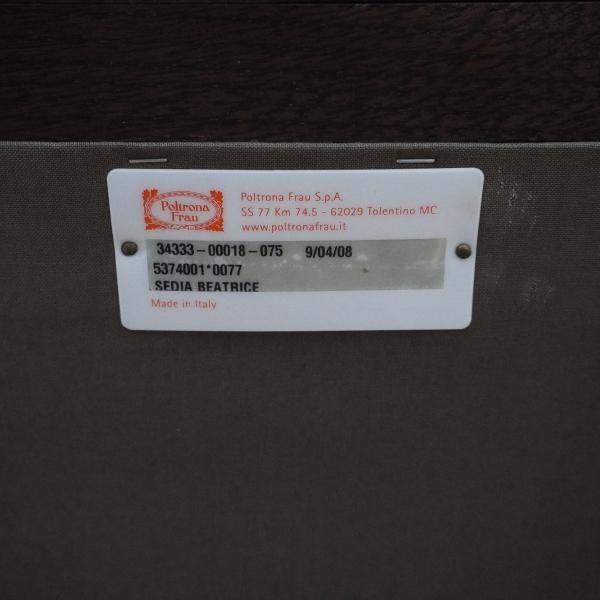 Poltrona
Frau
Poltrona Frau S.p.A.
SS 77 Km 74.5 - 62029 Tolentino MC
www.poltronafrau.it
34333-00018-075 9/04/08
5374001*0077
SEDIA BEATRICE
Made in Italy